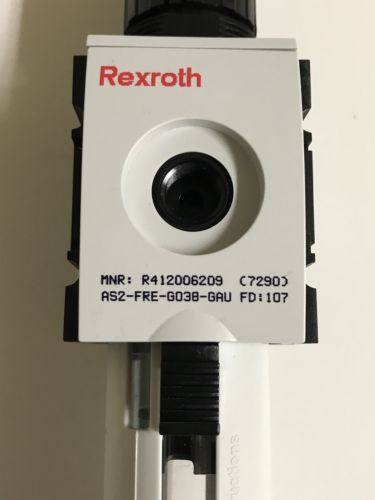 Rexroth
MNR: R412006209 (7290)
AS2-FRE-G038-GAU FD:107